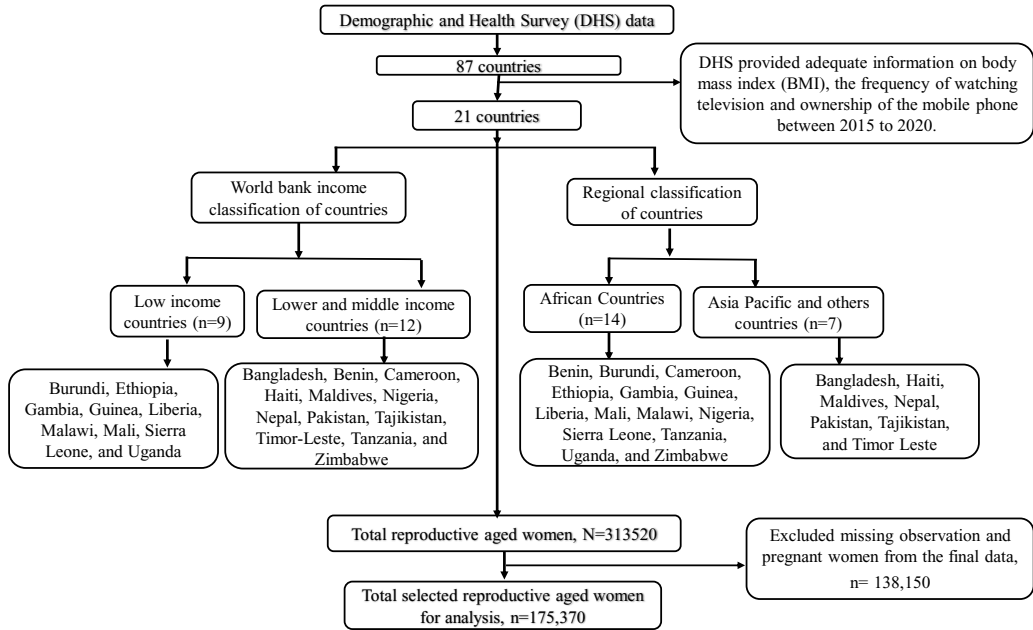 Demographic and Health Survey (DHS) data
87 countries
DHS provided adequate information on body
mass index (BMI), the frequency of watching
television and ownership of the mobile phone
between 2015 to 2020.
21 countries
World bank income
classification of countries
Regional classification
of countries
Low income
countries (n=9)
Lower and middle income
countries (n=12)
African Countries
(n=14)
Asia Pacific and others
countries (n=7)
Burundi, Ethiopia,
Gambia, Guinea, Liberia,
Malawi, Mali, Sierra
Leone, and Uganda
Bangladesh, Benin, Cameroon,
Haiti, Maldives, Nigeria,
Nepal, Pakistan, Tajikistan,
Timor-Leste, Tanzania, and
Zimbabwe
Benin, Burundi, Cameroon,
Ethiopia, Gambia, Guinea,
Liberia, Mali, Malawi, Nigeria,
Sierra Leone, Tanzania,
Uganda, and Zimbabwe
Bangladesh, Haiti,
Maldives, Nepal,
Pakistan, Tajikistan,
and Timor Leste
Total reproductive aged women, N=313520
Excluded missing observation and
pregnant women from the final data,
n= 138,150
Total selected reproductive aged women
for analysis, n=175,370